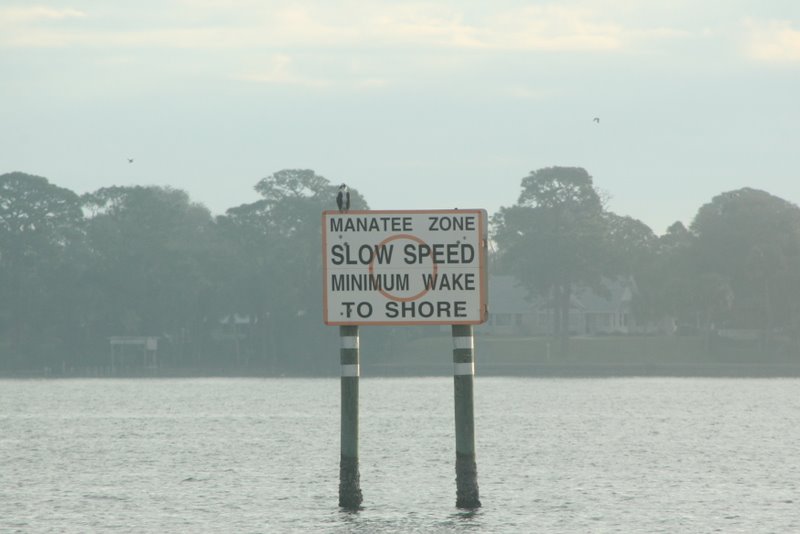 MANATEE ZONE
SLOW SPEED
MINIMUM WAKE
TO SHORE